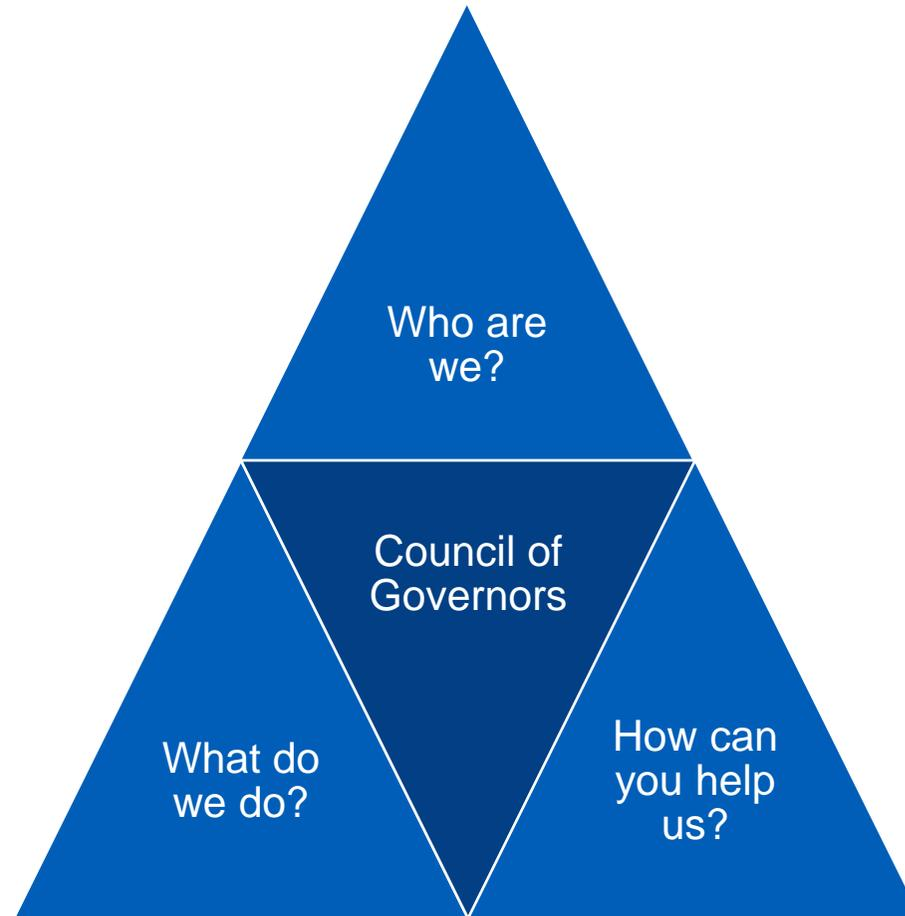 Who are
we?
Council of
Governors
What do
we do?
How can
you help
us?